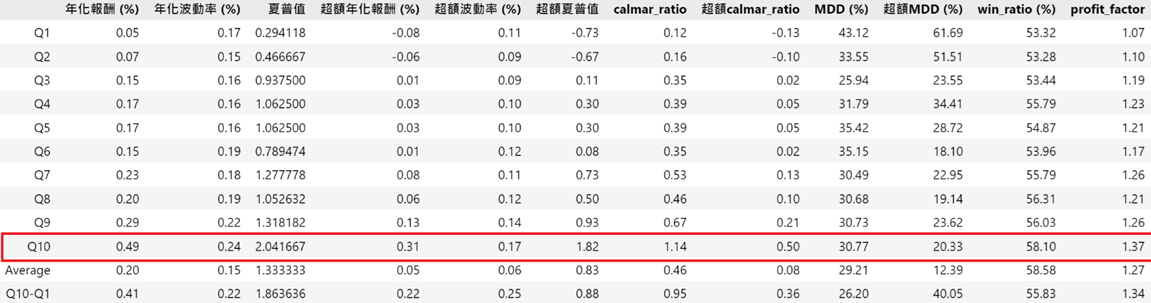 年化報酬 (%) 年化波動率 (%) 夏普值 超額年化報酬 (%) 超額波動率 (%) 超額夏普值 calmar_ratio 超額calmar_ratio MDD (%) 超額MDD (%) win_ratio (%) profit_factor
Q1 0.05 0.17 0.294118 -0.08 0.11 -0.73 0.12 -0.13 43.12 61.69 53.32 1.07
Q2 0.07 0.15 0.466667 -0.06 0.09 -0.67 0.16 -0.10 33.55 51.51 53.28 1.10
Q3 0.15 0.16 0.937500 0.01 0.09 0.11 0.35 0.02 25.94 23.55 53.44 1.19
Q4 0.17 0.16 1.062500 0.03 0.10 0.30 0.39 0.05 31.79 34.41 55.79 1.23
Q5 0.17 0.16 1.062500 0.03 0.10 0.30 0.39 0.05 35.42 28.72 54.87 1.21
Q6 0.15 0.19 0.789474 0.01 0.12 0.08 0.35 0.02 35.15 18.10 53.96 1.17
Q7 0.23 0.18 1.277778 0.08 0.11 0.73 0.53 0.13 30.49 22.95 55.79 1.26
Q8 0.20 0.19 1.052632 0.06 0.12 0.50 0.46 0.10 30.68 19.14 56.31 1.21
Q9 0.29 0.22 1.318182 0.13 0.14 0.93 0.67 0.21 30.73 23.62 56.03 1.26
Q10 0.49 0.24 2.041667 0.31 0.17 1.82 1.14 0.50 30.77 20.33 58.10 1.37
Average 0.20 0.15 1.333333 0.05 0.06 0.83 0.46 0.08 29.21 12.39 58.58 1.27
Q10-Q1 0.41 0.22 1.863636 0.22 0.25 0.88 0.95 0.36 26.20 40.05 55.83 1.34